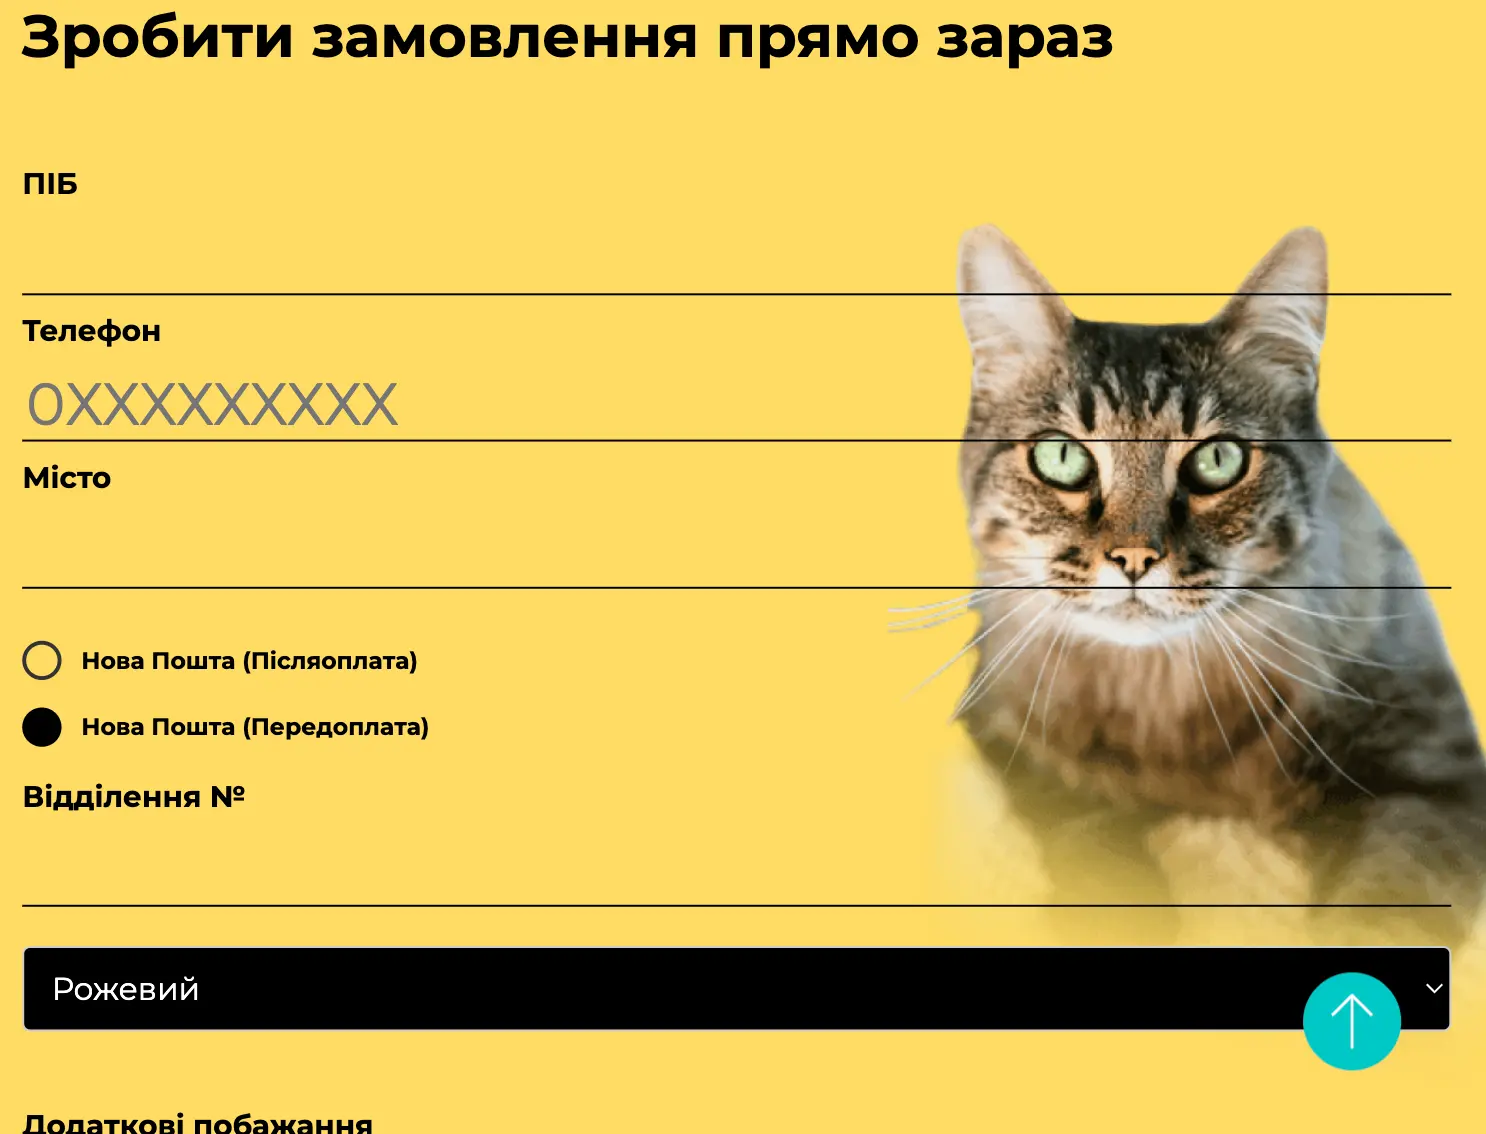 Зробити замовлення прямо зараз
ПІБ
Телефон
0XXXXXXXXX
Місто
Нова Пошта (Післяоплата)
Нова Пошта (Передоплата)
Відділення №
Рожевий
Додаткові побажання